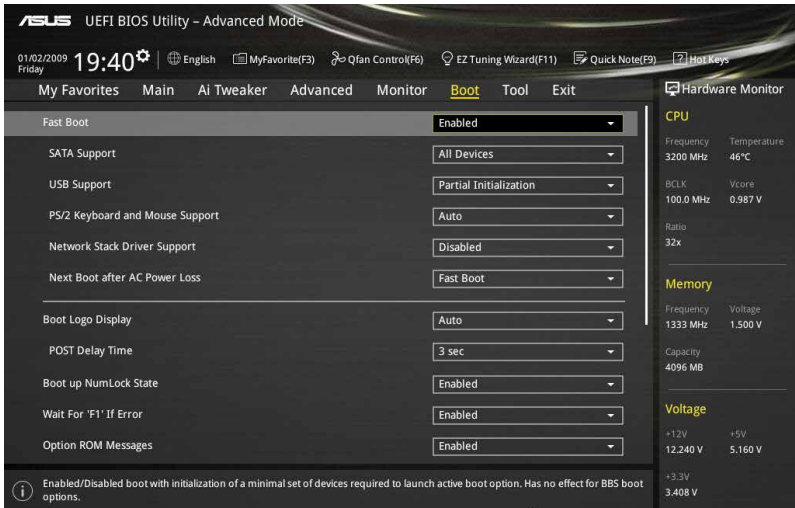 ASUS UEFI BIOS Utility – Advanced Mode
01/02/2009 Friday 19:40 English MyFavorite(F3) Qfan Control(F6) EZ Tuning Wizard(F11) Quick Note(F9) ? Hot Keys
My Favorites Main Ai Tweaker Advanced Monitor Boot Tool Exit
Fast Boot Enabled
SATA Support All Devices
USB Support Partial Initialization
PS/2 Keyboard and Mouse Support Auto
Network Stack Driver Support Disabled
Next Boot after AC Power Loss Fast Boot
Boot Logo Display Auto
POST Delay Time 3 sec
Boot up NumLock State Enabled
Wait For 'F1' If Error Enabled
Option ROM Messages Enabled
i Enabled/Disabled boot with initialization of a minimal set of devices required to launch active boot option. Has no effect for BBS boot
options.
Hardware Monitor
CPU
Frequency Temperature
3200 MHz 46°C
BCLK Vcore
100.0 MHz 0.987 V
Ratio
32x
Memory
Frequency Voltage
1333 MHz 1.500 V
Capacity
4096 MB
Voltage
+12V +5V
12.240 V 5.160 V
+3.3V
3.408 V